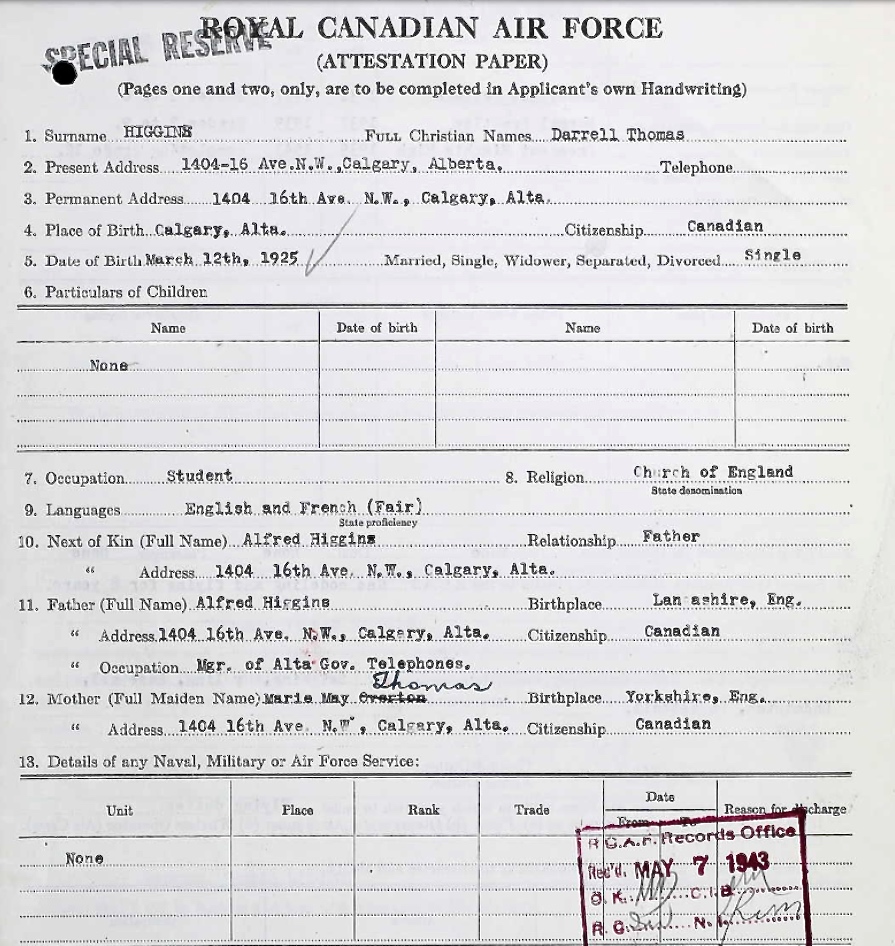 ROYAL CANADIAN AIR FORCE
SPECIAL RESERVE
(ATTESTATION PAPER)
(Pages one and two, only, are to be completed in Applicant's own Handwriting)
1. Surname HIGGINS Full Christian Names Darrell Thomas
2. Present Address 1404-16 Ave.N.W.,Calgary, Alberta. Telephone
3. Permanent Address 1404 16th Ave. N.W., Calgary, Alta.
4. Place of Birth Calgary, Alta. Citizenship Canadian
5. Date of Birth March 12th, 1925 Married, Single, Widower, Separated, Divorced Single
6. Particulars of Children
Name Date of birth Name Date of birth
None
7. Occupation Student 8. Religion Church of England
State denomination
9. Languages English and French (Fair)
State proficiency
10. Next of Kin (Full Name) Alfred Higgins Relationship Father
" Address 1404 16th Ave. N.W., Calgary, Alta.
11. Father (Full Name) Alfred Higgins Birthplace Lan ashire, Eng.
" Address 1404 16th Ave. N.W., Calgary, Alta. Citizenship Canadian
" Occupation Mgr. of Alta Gov. Telephones.
Thomas
12. Mother (Full Maiden Name) Marie May Overton Birthplace Yorkshire, Eng.
" Address 1404 16th Ave. N.W., Calgary, Alta. Citizenship Canadian
13. Details of any Naval, Military or Air Force Service:
Unit Place Rank Trade Date Reason for discharge
From To
None
R.C.A.F. Records Office
Rec'd. MAY 7 1943
O.K. C.I.B.
R.G. N.I.